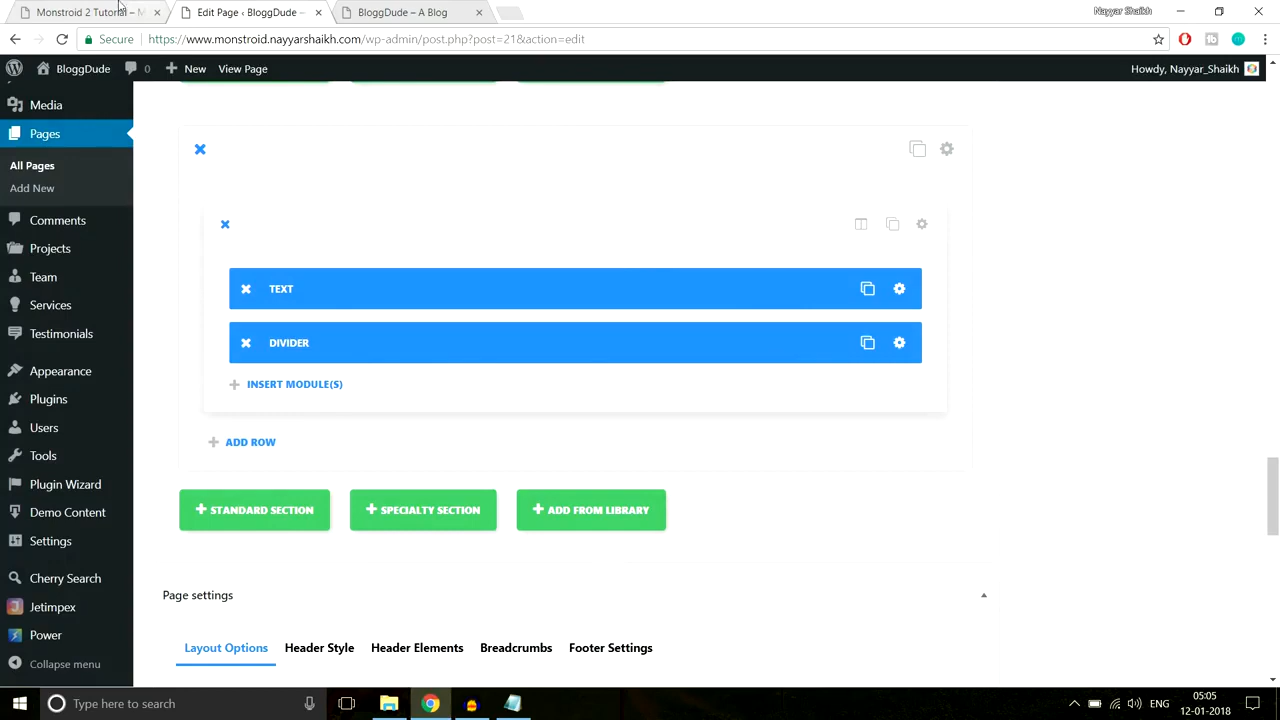 Monstroid 2 Tutorial – M
Edit Page ‹ BloggDude –
BloggDude – A Blog
Nayyar Shaikh
Secure
https://www.monstroid.nayyarshaikh.com/wp-admin/post.php?post=21&action=edit
BloggDude
0
New
View Page
Howdy, Nayyar_Shaikh
Media
Pages
All Pages
Add New
Comments
Projects
Team
Services
Testimonials
Appearance
Plugins
Users
Tools
Plugin Wizard
Demo Content
Settings
Cherry Search
Jetimpex
Power
Collapse menu
TEXT
DIVIDER
INSERT MODULE(S)
ADD ROW
STANDARD SECTION
SPECIALTY SECTION
ADD FROM LIBRARY
Page settings
Layout Options
Header Style
Header Elements
Breadcrumbs
Footer Settings
Type here to search
ENG
05:05
12-01-2018